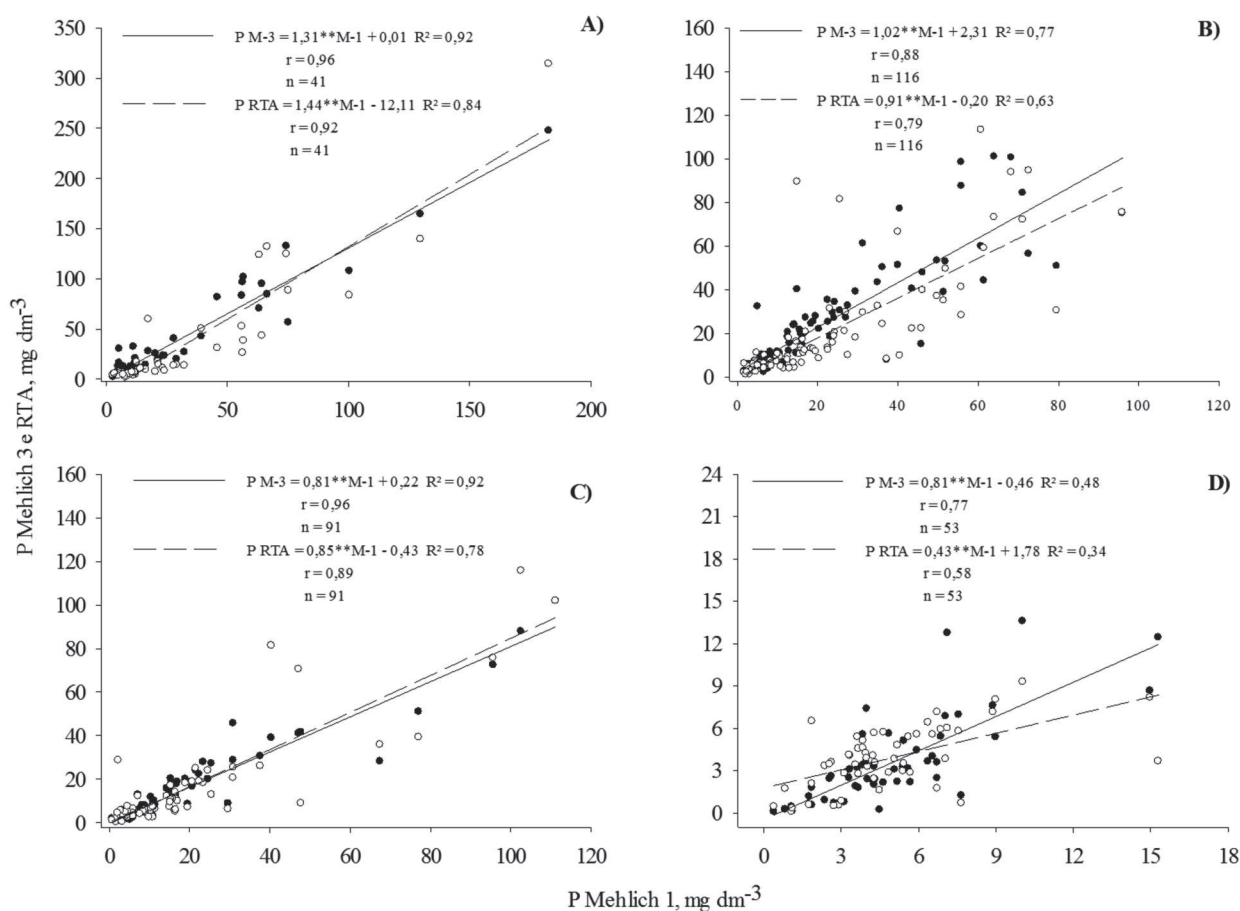 A)
P M-3 = 1,31**M-1 + 0,01 R² = 0,92
r = 0,96
n = 41
P RTA = 1,44**M-1 - 12,11 R² = 0,84
r = 0,92
n = 41
350
300
250
200
150
100
50
0
0 50 100 150 200
B)
P M-3 = 1,02**M-1 + 2,31 R² = 0,77
r = 0,88
n = 116
P RTA = 0,91**M-1 - 0,20 R² = 0,63
r = 0,79
n = 116
160
140
120
100
80
60
40
20
0
0 20 40 60 80 100 120
P Mehlich 3 e RTA, mg dm-3
C)
P M-3 = 0,81**M-1 + 0,22 R² = 0,92
r = 0,96
n = 91
P RTA = 0,85**M-1 - 0,43 R² = 0,78
r = 0,89
n = 91
160
140
120
100
80
60
40
20
0
0 20 40 60 80 100 120
D)
P M-3 = 0,81**M-1 - 0,46 R² = 0,48
r = 0,77
n = 53
P RTA = 0,43**M-1 + 1,78 R² = 0,34
r = 0,58
n = 53
24
21
18
15
12
9
6
3
0
0 3 6 9 12 15 18
P Mehlich 1, mg dm-3